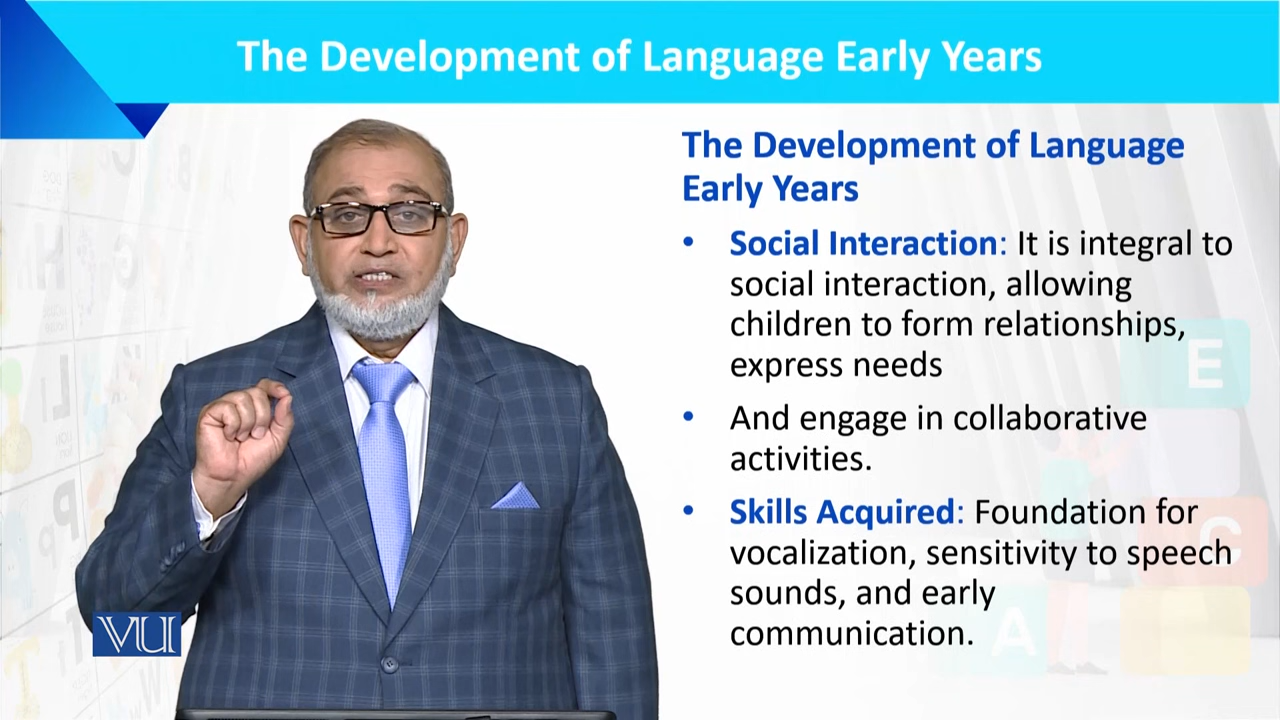 The Development of Language Early Years
The Development of Language
Early Years
• Social Interaction: It is integral to
social interaction, allowing
children to form relationships,
express needs
• And engage in collaborative
activities.
• Skills Acquired: Foundation for
vocalization, sensitivity to speech
sounds, and early
communication.
VU
E
C
A